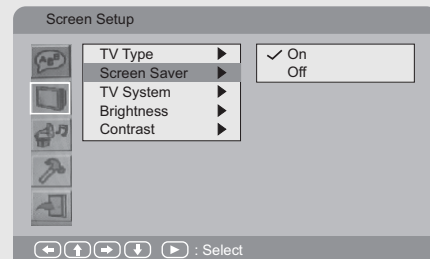 Screen Setup
TV Type
Screen Saver
TV System
Brightness
Contrast
On
Off
: Select